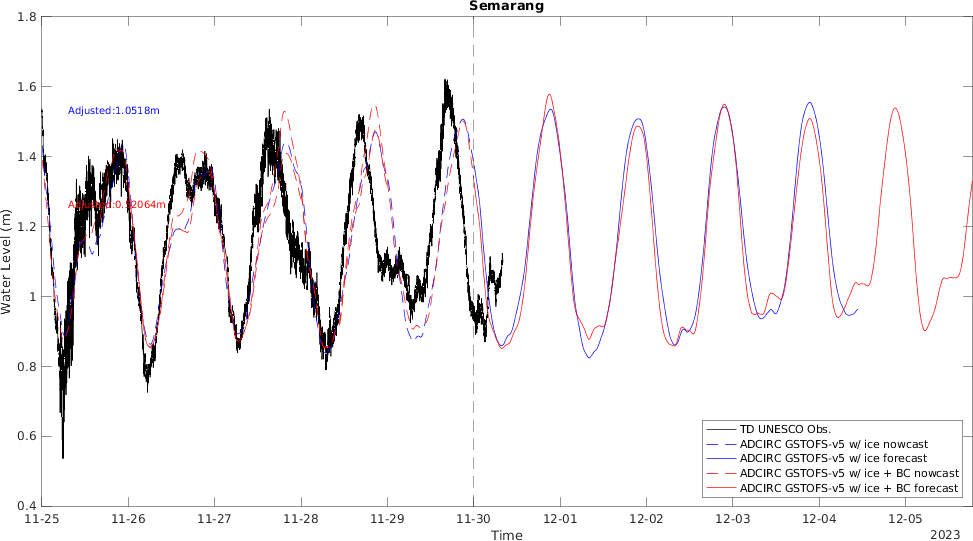 Semarang
1.8
1.6
1.4
1.2
1
0.8
0.6
0.4
Water Level (m)
Adjusted:1.0518m
Adjusted:0.92064m
TD UNESCO Obs.
ADCIRC GSTOFS-v5 w/ ice nowcast
ADCIRC GSTOFS-v5 w/ ice forecast
ADCIRC GSTOFS-v5 w/ ice + BC nowcast
ADCIRC GSTOFS-v5 w/ ice + BC forecast
11-25 11-26 11-27 11-28 11-29 11-30 12-01 12-02 12-03 12-04 12-05
Time
2023